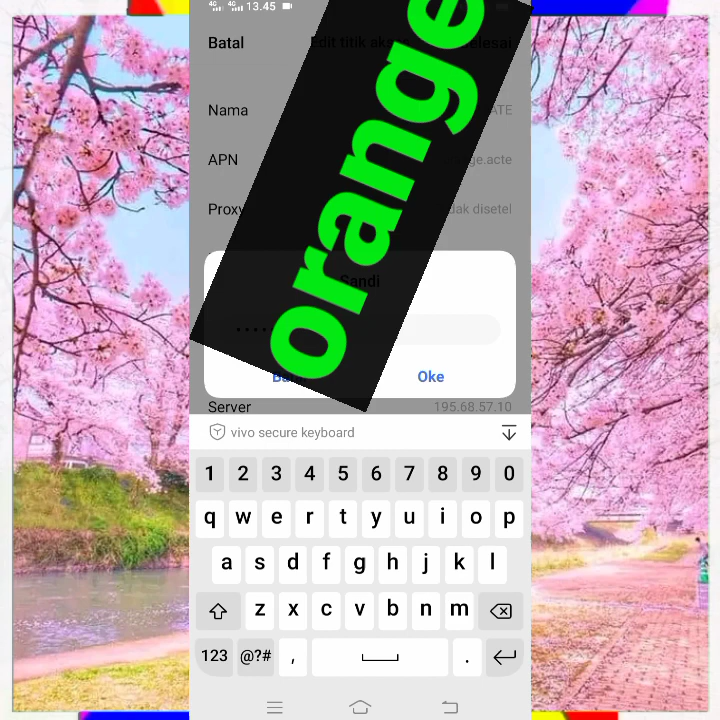 13.45
Batal
Nama
APN
Proxy
Sandi
••••
Oke
Server 195.68.57.10
vivo secure keyboard
1 2 3 4 5 6 7 8 9 0
q w e r t y u i o p
a s d f g h j k l
z x c v b n m
123 @?# , .
orange